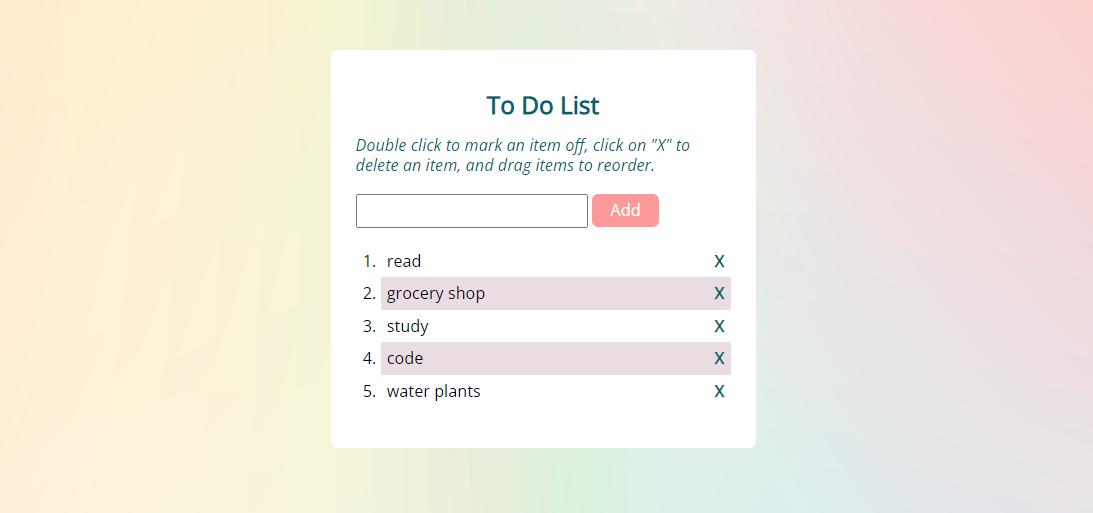 To Do List
Double click to mark an item off, click on "X" to
delete an item, and drag items to reorder.
Add
1. read X
2. grocery shop X
3. study X
4. code X
5. water plants X